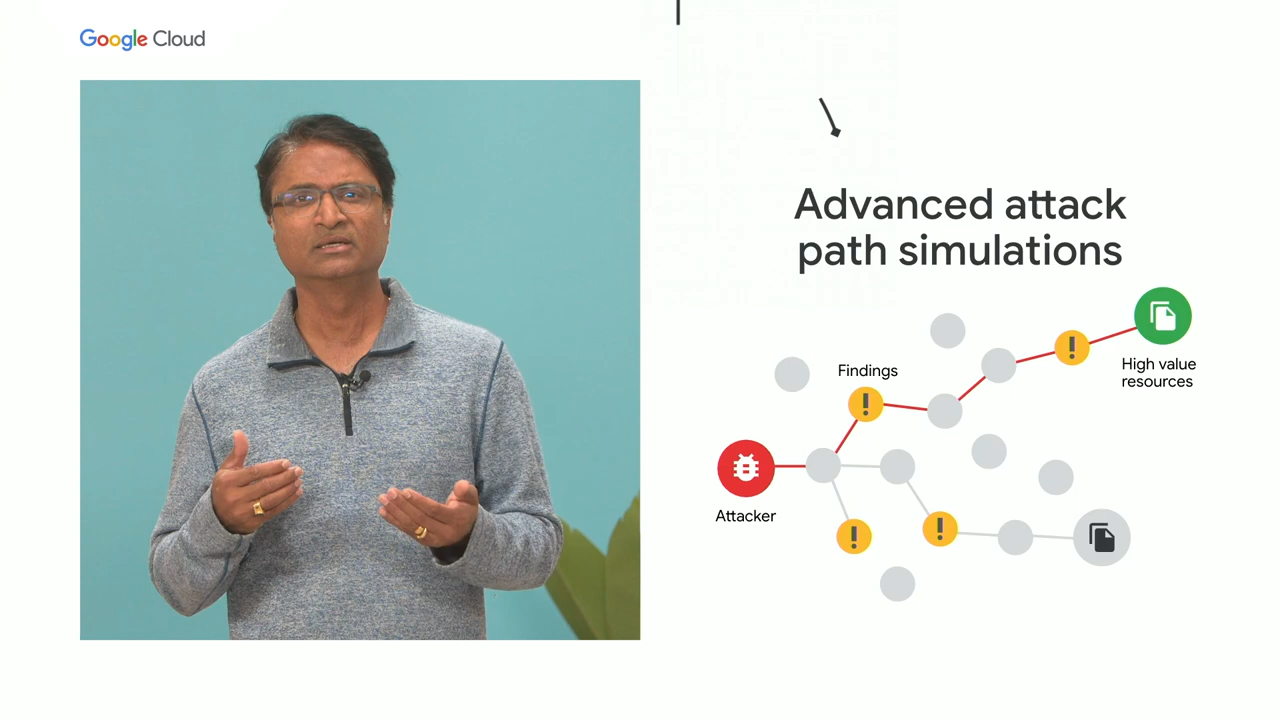 Google Cloud
Advanced attack
path simulations
Findings
High value
resources
Attacker